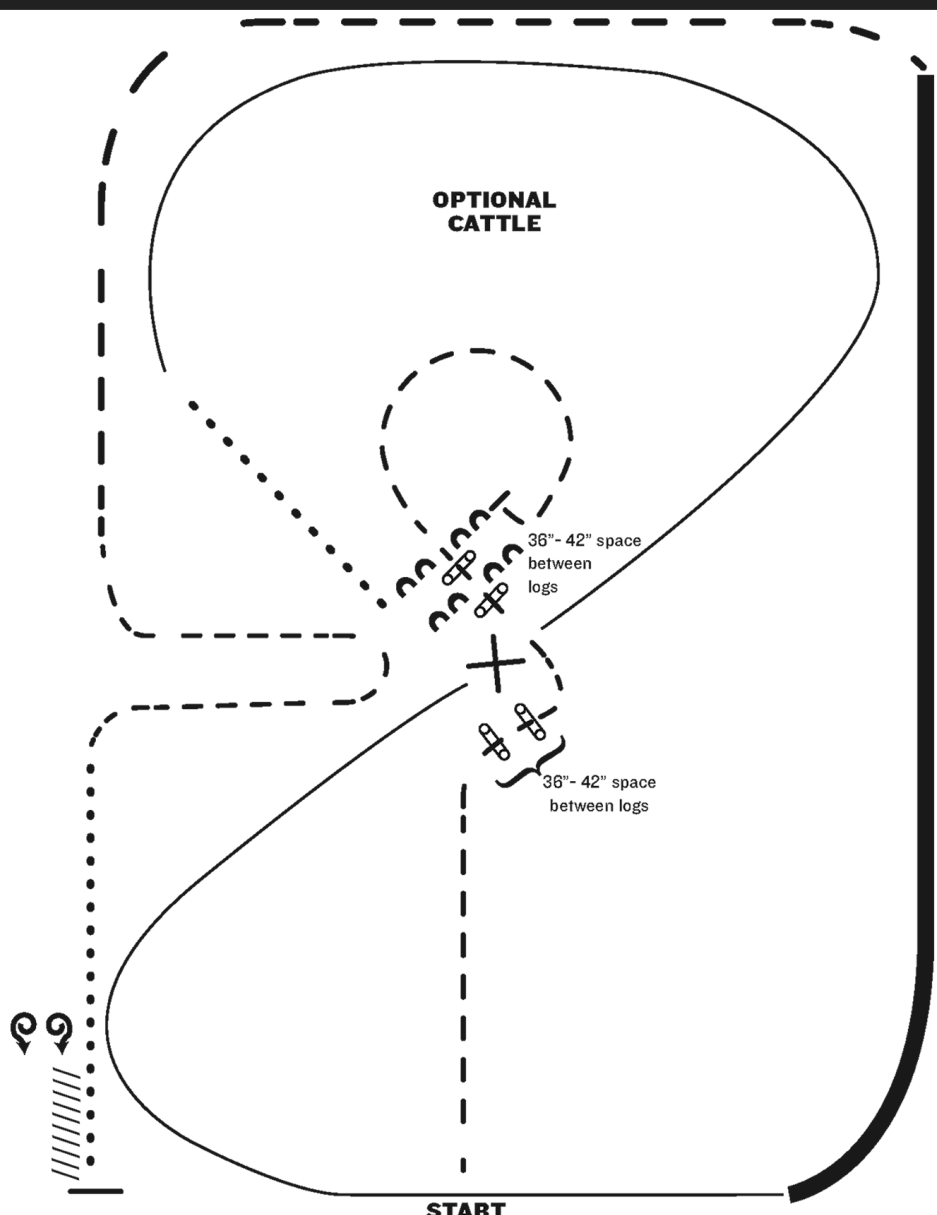 OPTIONAL
CATTLE
36”- 42” space
between
logs
36”- 42” space
between logs
START